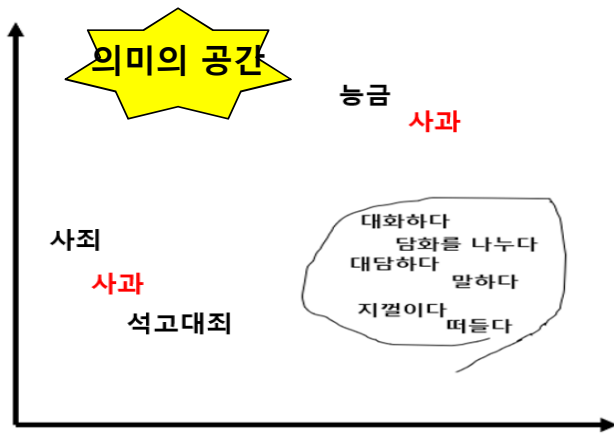 의미의 공간
능금
사과
사죄
사과
석고대죄
대화하다
담화를 나누다
대담하다
말하다
지껄이다
떠들다